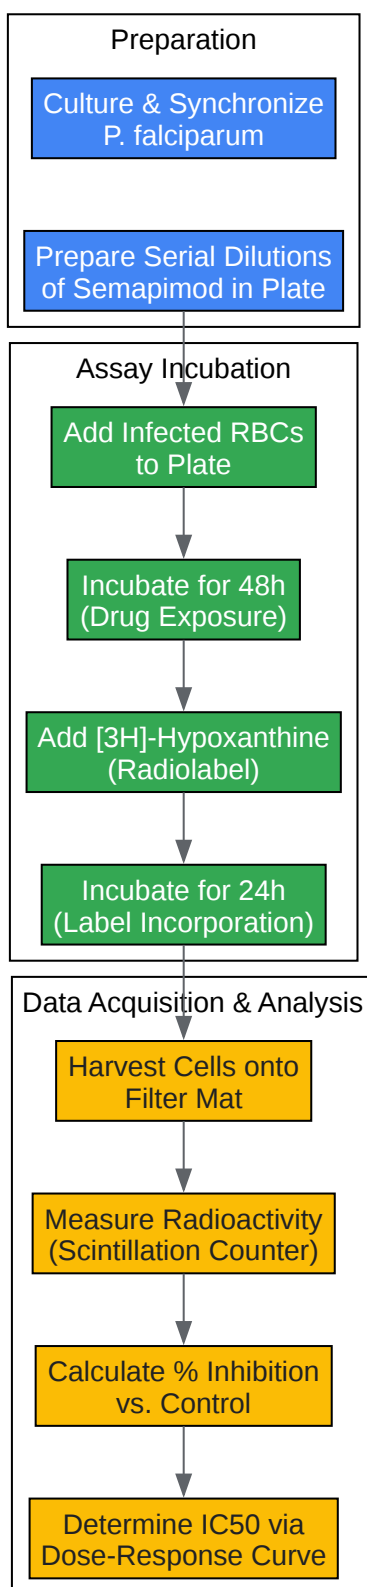 Preparation
Culture & Synchronize
P. falciparum
Prepare Serial Dilutions
of Semapimod in Plate
Assay Incubation
Add Infected RBCs
to Plate
Incubate for 48h
(Drug Exposure)
Add [3H]-Hypoxanthine
(Radiolabel)
Incubate for 24h
(Label Incorporation)
Data Acquisition & Analysis
Harvest Cells onto
Filter Mat
Measure Radioactivity
(Scintillation Counter)
Calculate % Inhibition
vs. Control
Determine IC50 via
Dose-Response Curve